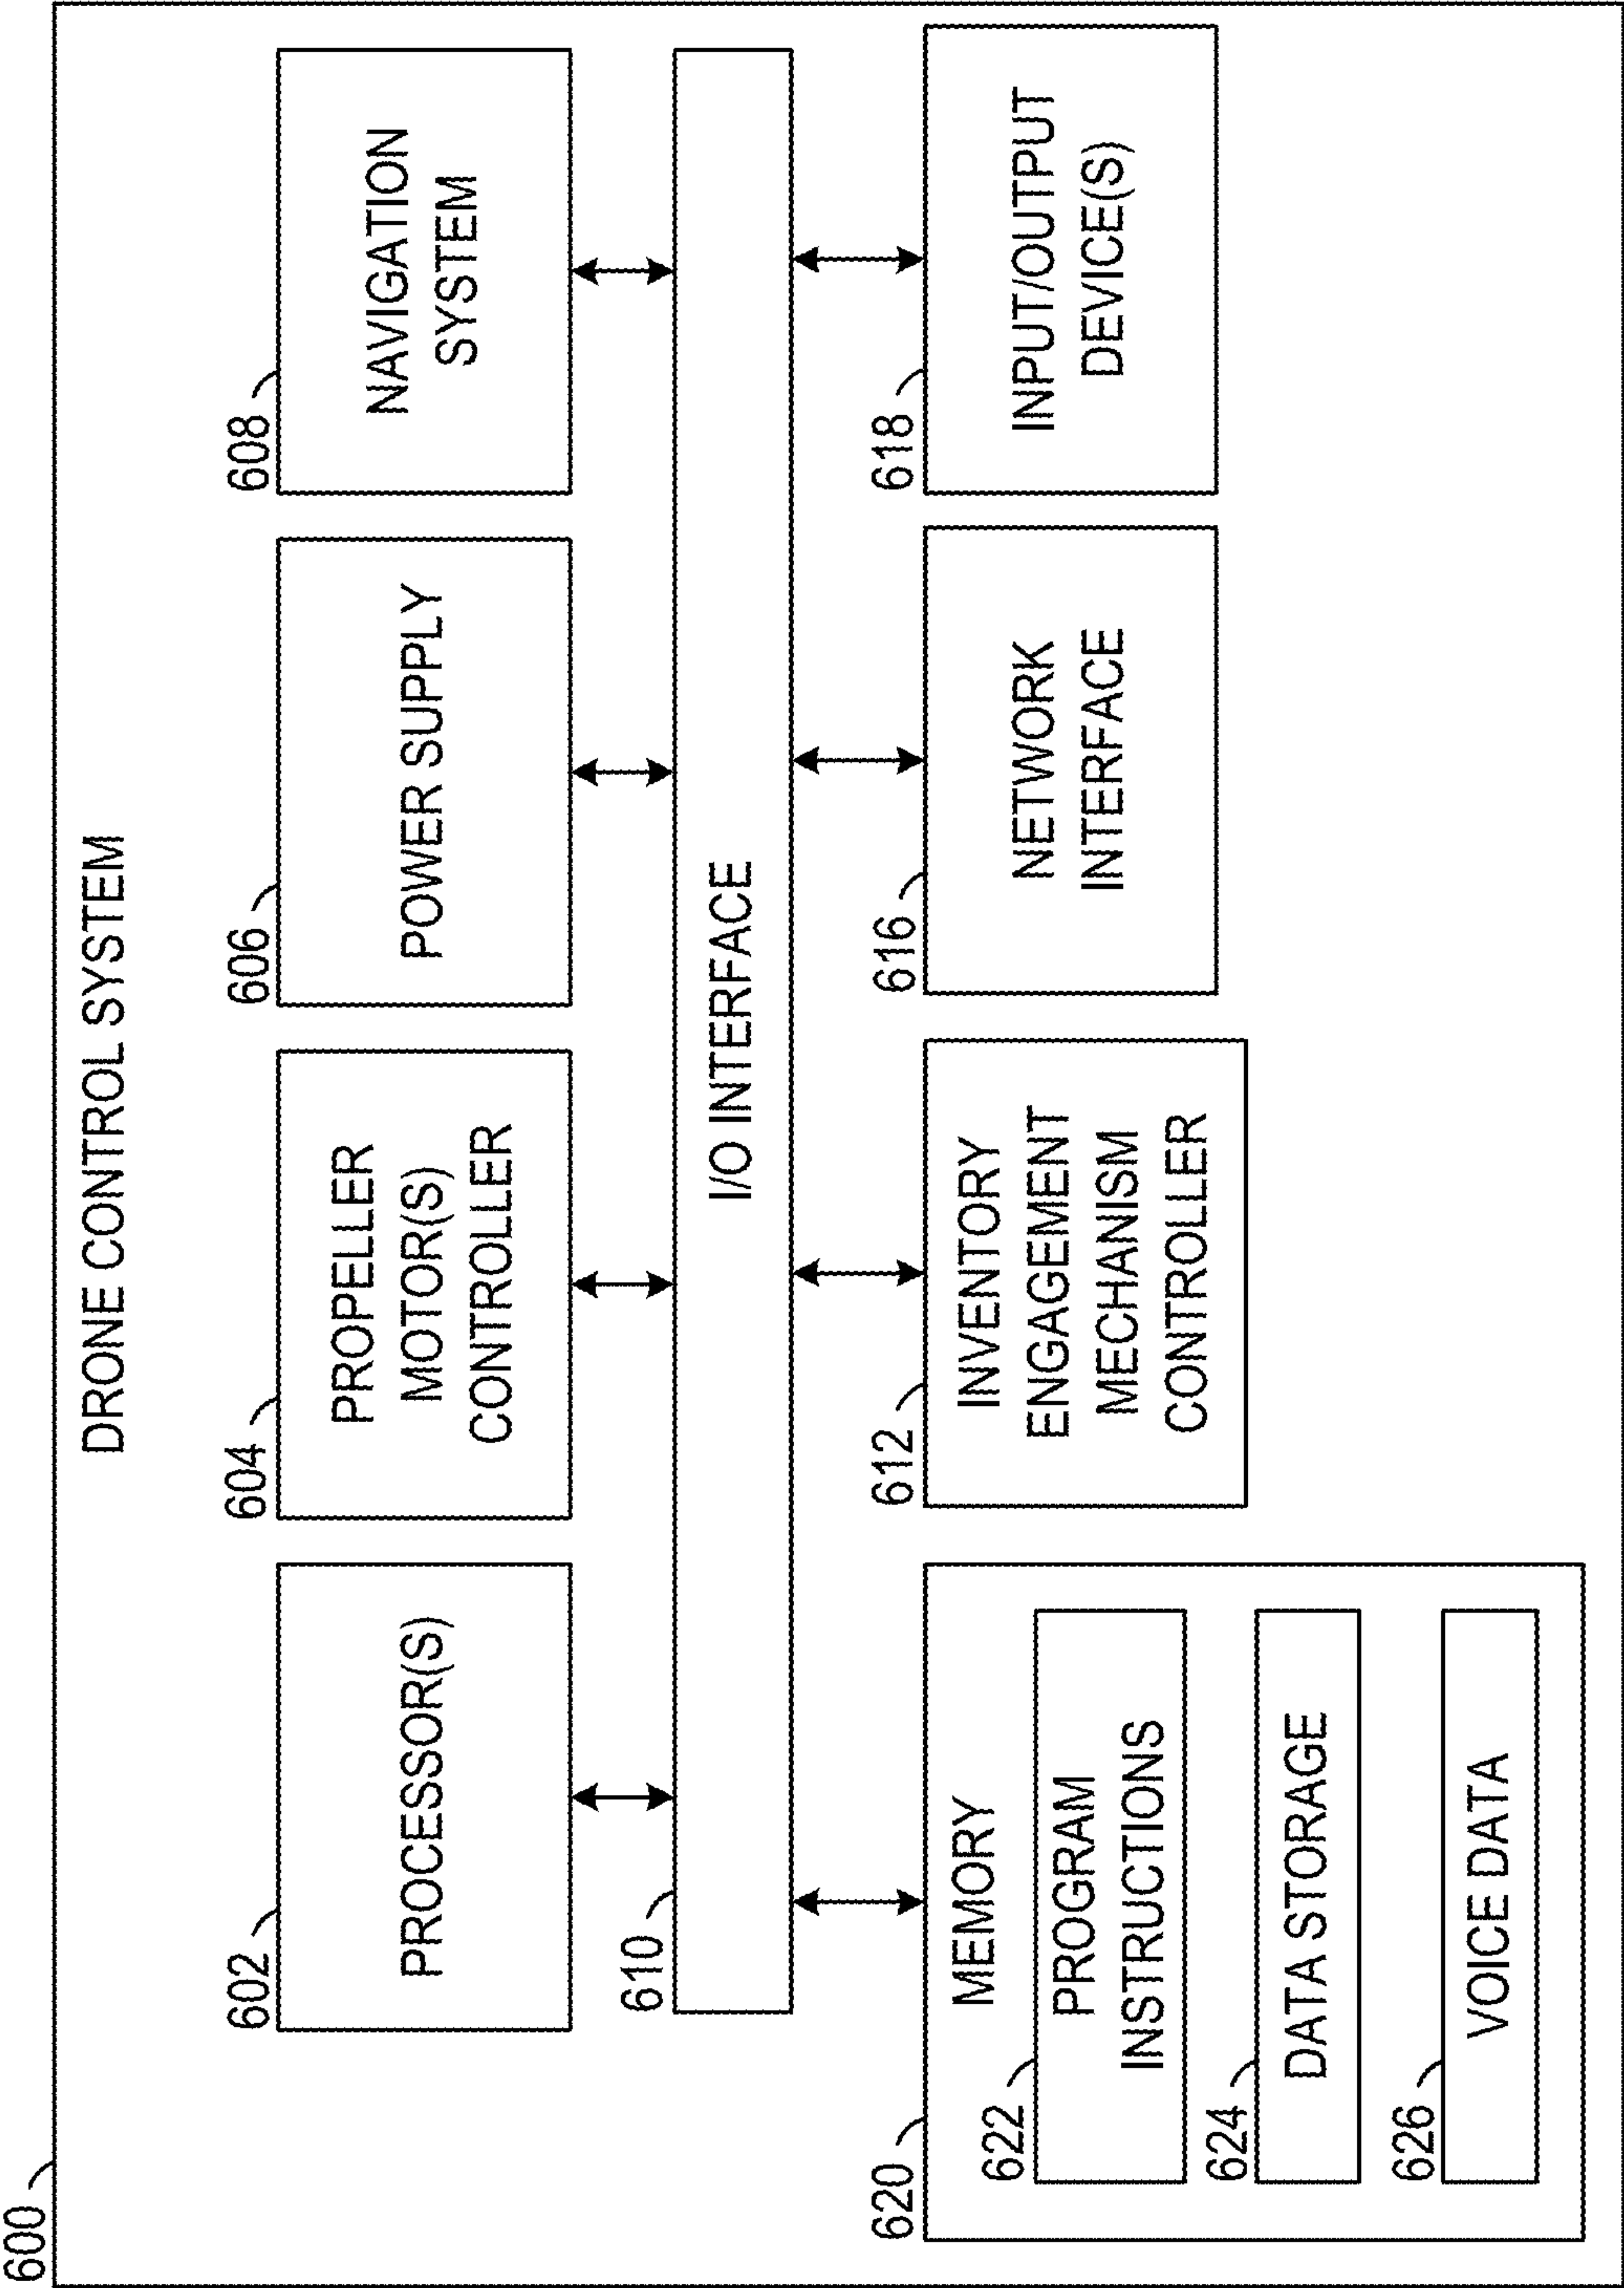 600
DRONE CONTROL SYSTEM
602
PROCESSOR(S)
604
PROPELLER
MOTOR(S)
CONTROLLER
606
POWER SUPPLY
608
NAVIGATION
SYSTEM
610
I/O INTERFACE
620
MEMORY
622
PROGRAM
INSTRUCTIONS
624
DATA STORAGE
626
VOICE DATA
612
INVENTORY
ENGAGEMENT
MECHANISM
CONTROLLER
616
NETWORK
INTERFACE
618
INPUT/OUTPUT
DEVICE(S)